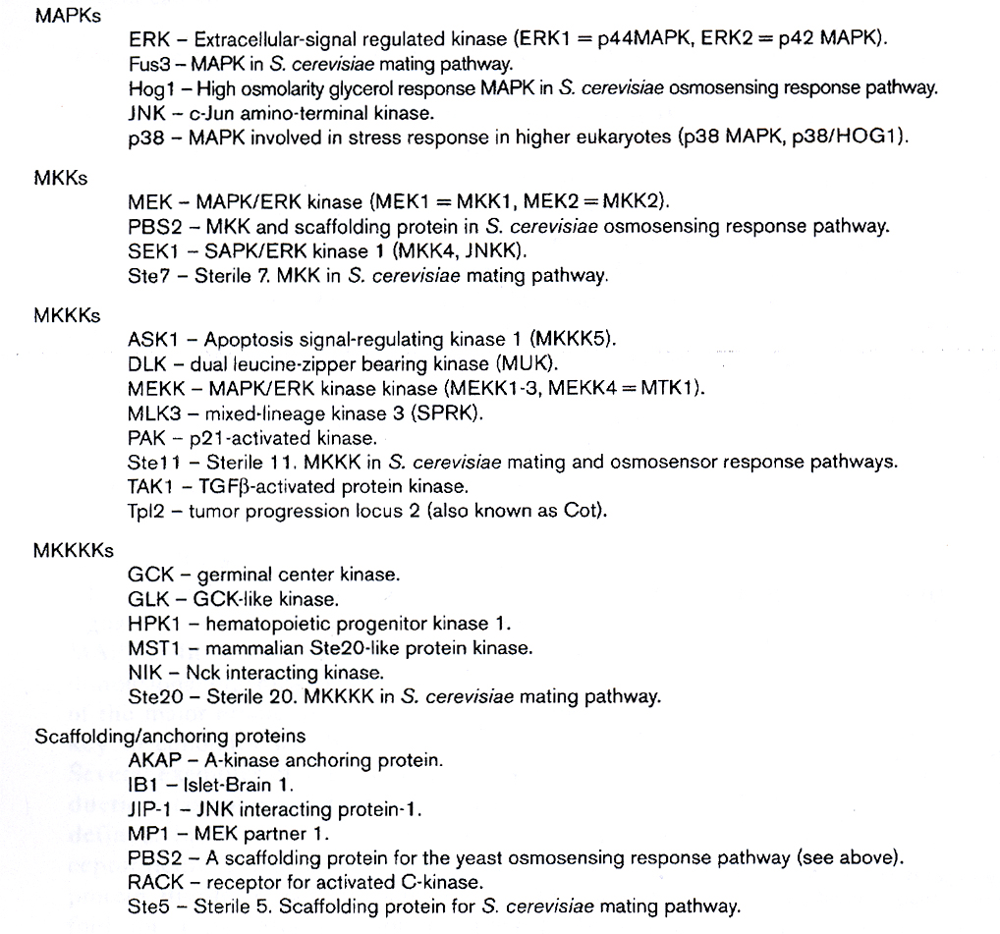 MAPKs
ERK – Extracellular-signal regulated kinase (ERK1 = p44MAPK, ERK2 = p42 MAPK).
Fus3 – MAPK in S. cerevisiae mating pathway.
Hog1 – High osmolarity glycerol response MAPK in S. cerevisiae osmosensing response pathway.
JNK – c-Jun amino-terminal kinase.
p38 – MAPK involved in stress response in higher eukaryotes (p38 MAPK, p38/HOG1).
MKKs
MEK – MAPK/ERK kinase (MEK1 = MKK1, MEK2 = MKK2).
PBS2 – MKK and scaffolding protein in S. cerevisiae osmosensing response pathway.
SEK1 – SAPK/ERK kinase 1 (MKK4, JNKK).
Ste7 – Sterile 7. MKK in S. cerevisiae mating pathway.
MKKKs
ASK1 – Apoptosis signal-regulating kinase 1 (MKKK5).
DLK – dual leucine-zipper bearing kinase (MUK).
MEKK – MAPK/ERK kinase kinase (MEKK1-3, MEKK4 = MTK1).
MLK3 – mixed-lineage kinase 3 (SPRK).
PAK – p21-activated kinase.
Ste11 – Sterile 11. MKKK in S. cerevisiae mating and osmosensor response pathways.
TAK1 – TGFβ-activated protein kinase.
Tpl2 – tumor progression locus 2 (also known as Cot).
MKKKKs
GCK – germinal center kinase.
GLK – GCK-like kinase.
HPK1 – hematopoietic progenitor kinase 1.
MST1 – mammalian Ste20-like protein kinase.
NIK – Nck interacting kinase.
Ste20 – Sterile 20. MKKKK in S. cerevisiae mating pathway.
Scaffolding/anchoring proteins
AKAP – A-kinase anchoring protein.
IB1 – Islet-Brain 1.
JIP-1 – JNK interacting protein-1.
MP1 – MEK partner 1.
PBS2 – A scaffolding protein for the yeast osmosensing response pathway (see above).
RACK – receptor for activated C-kinase.
Ste5 – Sterile 5. Scaffolding protein for S. cerevisiae mating pathway.